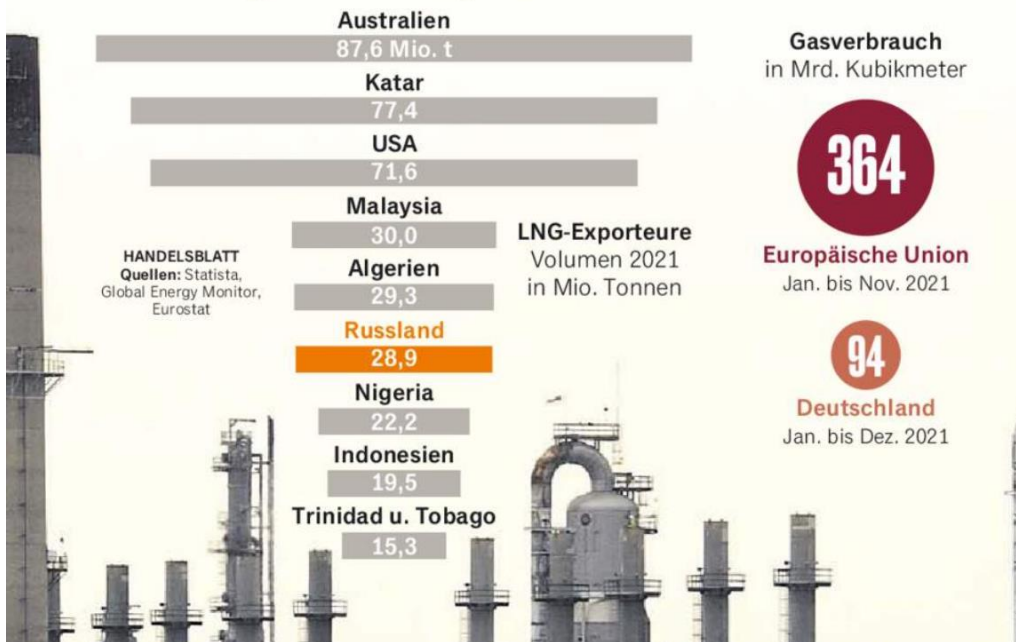 Australien
87,6 Mio. t
Katar
77,4
USA
71,6
Malaysia
30,0
Algerien
29,3
Russland
28,9
Nigeria
22,2
Indonesien
19,5
Trinidad u. Tobago
15,3
HANDELSBLATT
Quellen: Statista,
Global Energy Monitor,
Eurostat
LNG-Exporteure
Volumen 2021
in Mio. Tonnen
Gasverbrauch
in Mrd. Kubikmeter
364
Europäische Union
Jan. bis Nov. 2021
94
Deutschland
Jan. bis Dez. 2021